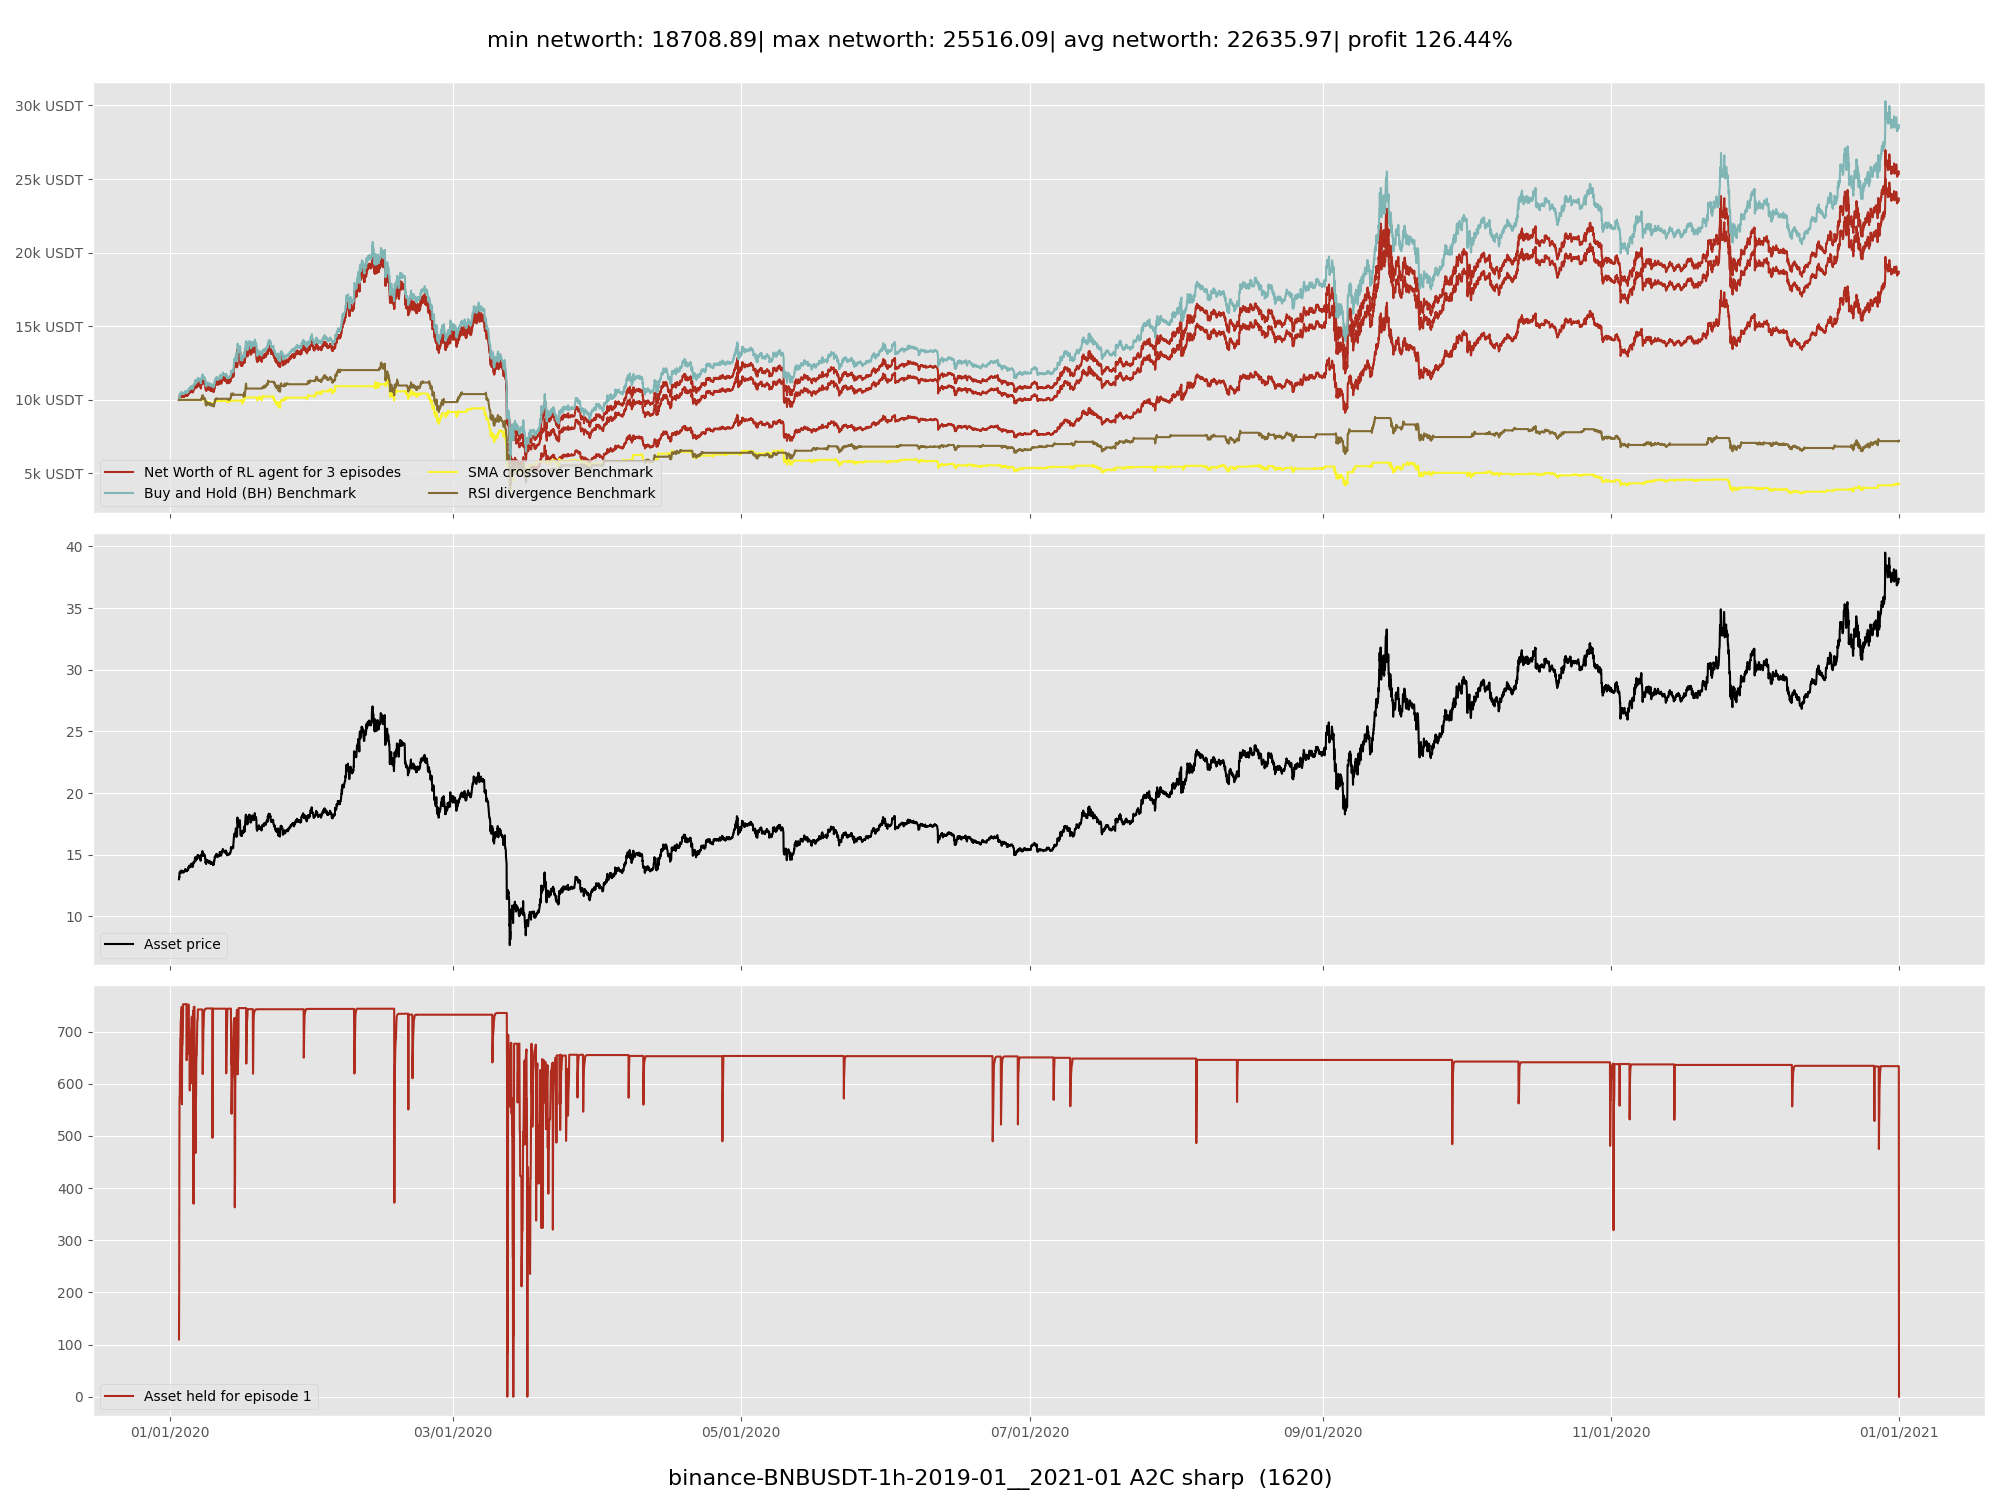 min networth: 18708.89| max networth: 25516.09| avg networth: 22635.97| profit 126.44%
30k USDT
25k USDT
20k USDT
15k USDT
10k USDT
5k USDT
Net Worth of RL agent for 3 episodes
Buy and Hold (BH) Benchmark
SMA crossover Benchmark
RSI divergence Benchmark
40
35
30
25
20
15
10
Asset price
700
600
500
400
300
200
100
0
Asset held for episode 1
01/01/2020 03/01/2020 05/01/2020 07/01/2020 09/01/2020 11/01/2020 01/01/2021
binance-BNBUSDT-1h-2019-01__2021-01 A2C sharp (1620)